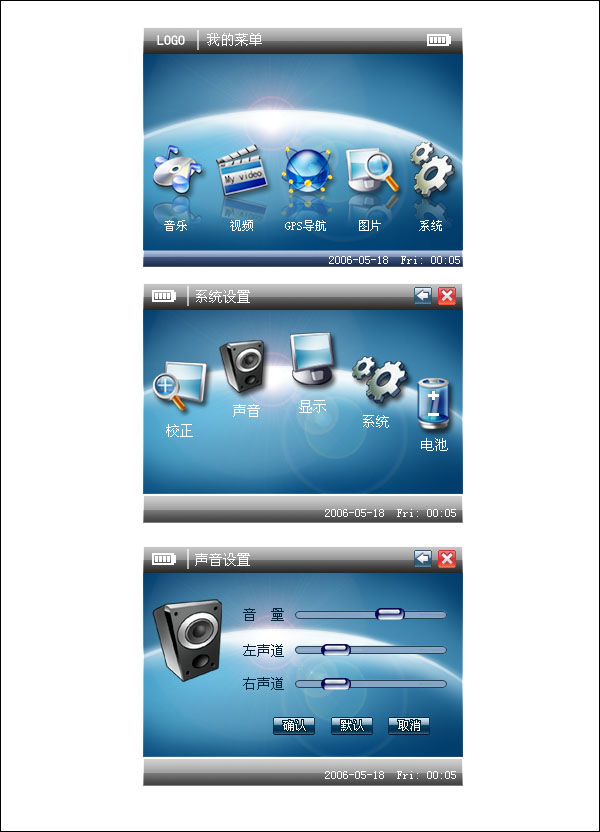 LOGO 我的菜单
My video
音乐 视频 GPS导航 图片 系统
2006-05-18 Fri: 00:05
系统设置
校正 声音 显示 系统 电池
2006-05-18 Fri: 00:05
声音设置
音 量
左声道
右声道
确认 默认 取消
2006-05-18 Fri: 00:05